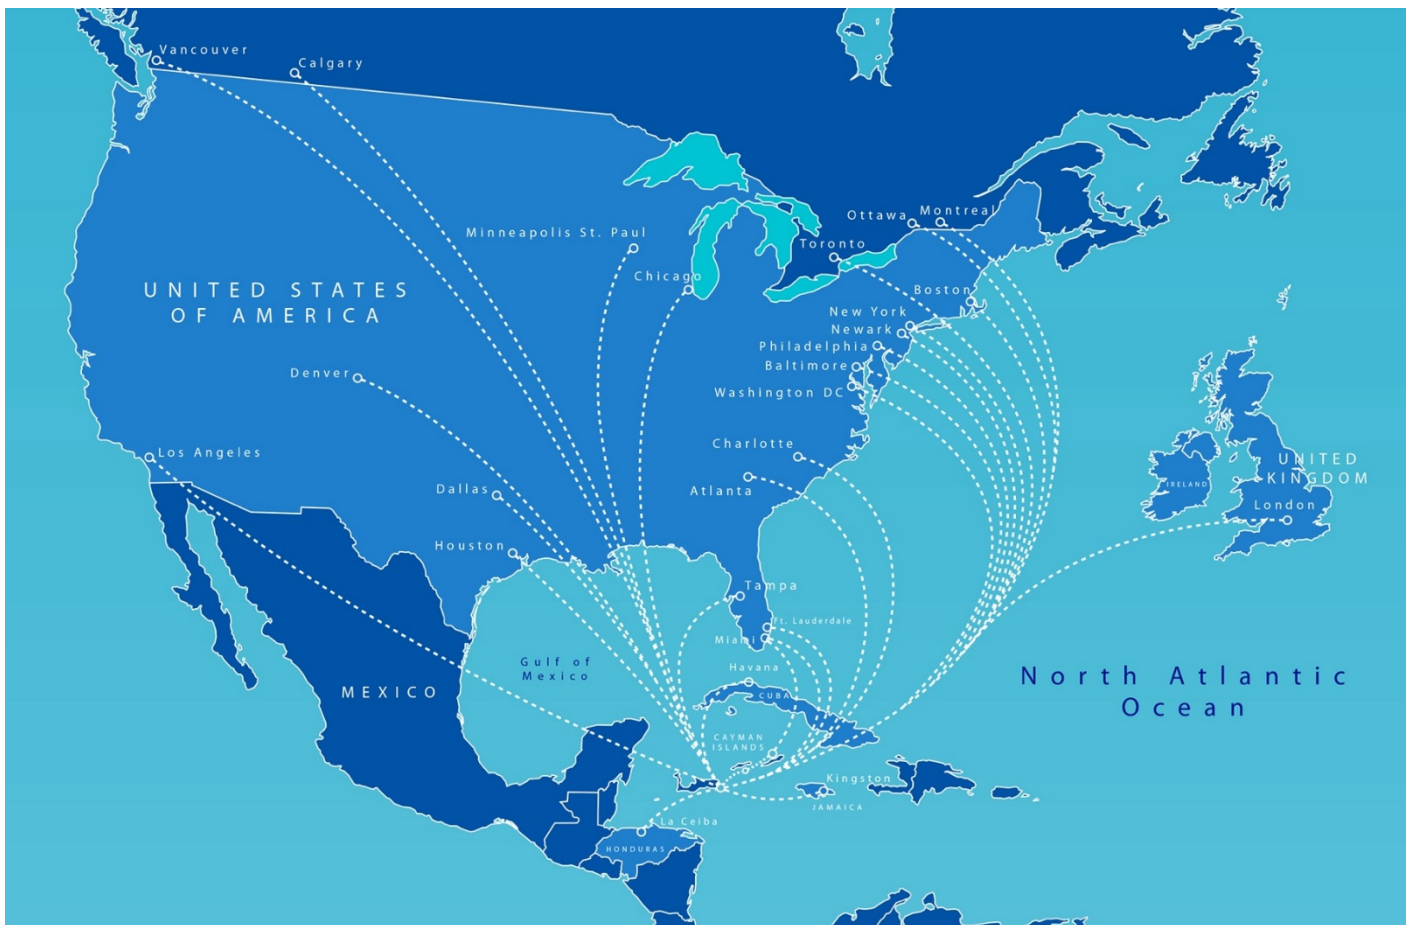 Vancouver
Calgary
Ottawa
Montreal
Minneapolis St. Paul
Toronto
Chicago
UNITED STATES
OF AMERICA
Boston
New York
Newark
Philadelphia
Baltimore
Denver
Washington DC
Charlotte
Los Angeles
UNITED
KINGDOM
IRELAND
Dallas
Atlanta
London
Houston
Tampa
Ft. Lauderdale
Miami
Gulf of
Mexico
Havana
North Atlantic
Ocean
MEXICO
CUBA
CAYMAN
ISLANDS
Kingston
JAMAICA
La Ceiba
HONDURAS